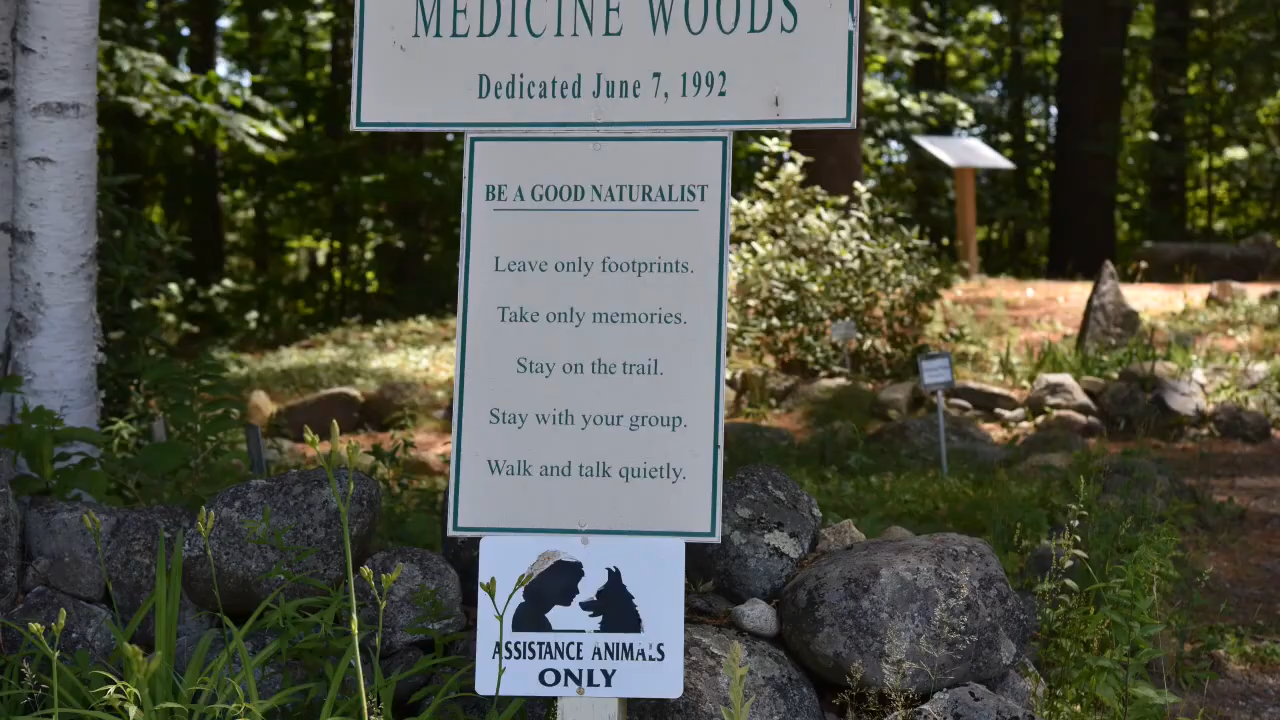 MEDICINE WOODS
Dedicated June 7, 1992
BE A GOOD NATURALIST
Leave only footprints.
Take only memories.
Stay on the trail.
Stay with your group.
Walk and talk quietly.
ASSISTANCE ANIMALS
ONLY